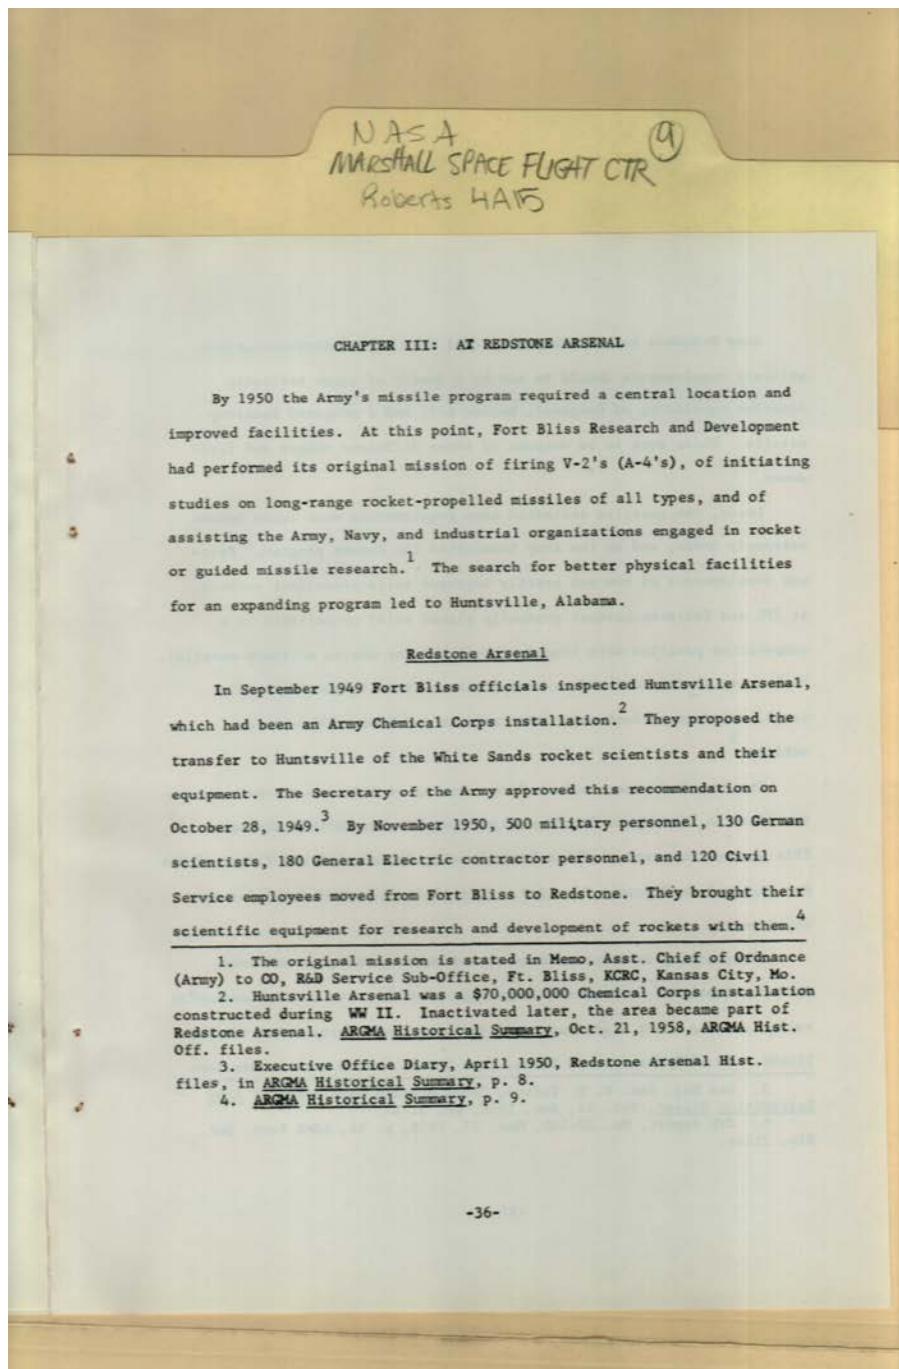 NASA
9
MARSHALL SPACE FLIGHT CTR
Roberts 4A15
CHAPTER III: AT REDSTONE ARSENAL
By 1950 the Army's missile program required a central location and
improved facilities. At this point, Fort Bliss Research and Development
had performed its original mission of firing V-2's (A-4's), of initiating
studies on long-range rocket-propelled missiles of all types, and of
assisting the Army, Navy, and industrial organizations engaged in rocket
or guided missile research.1 The search for better physical facilities
for an expanding program led to Huntsville, Alabama.
Redstone Arsenal
In September 1949 Fort Bliss officials inspected Huntsville Arsenal,
which had been an Army Chemical Corps installation.2 They proposed the
transfer to Huntsville of the White Sands rocket scientists and their
equipment. The Secretary of the Army approved this recommendation on
October 28, 1949.3 By November 1950, 500 military personnel, 130 German
scientists, 180 General Electric contractor personnel, and 120 Civil
Service employees moved from Fort Bliss to Redstone. They brought their
scientific equipment for research and development of rockets with them.4
1. The original mission is stated in Memo, Asst. Chief of Ordnance
(Army) to CO, R&D Service Sub-Office, Ft. Bliss, KCRC, Kansas City, Mo.
2. Huntsville Arsenal was a $70,000,000 Chemical Corps installation
constructed during WW II. Inactivated later, the area became part of
Redstone Arsenal. ARGMA Historical Summary, Oct. 21, 1958, ARGMA Hist.
Off. files.
3. Executive Office Diary, April 1950, Redstone Arsenal Hist.
files, in ARGMA Historical Summary, p. 8.
4. ARGMA Historical Summary, p. 9.
-36-